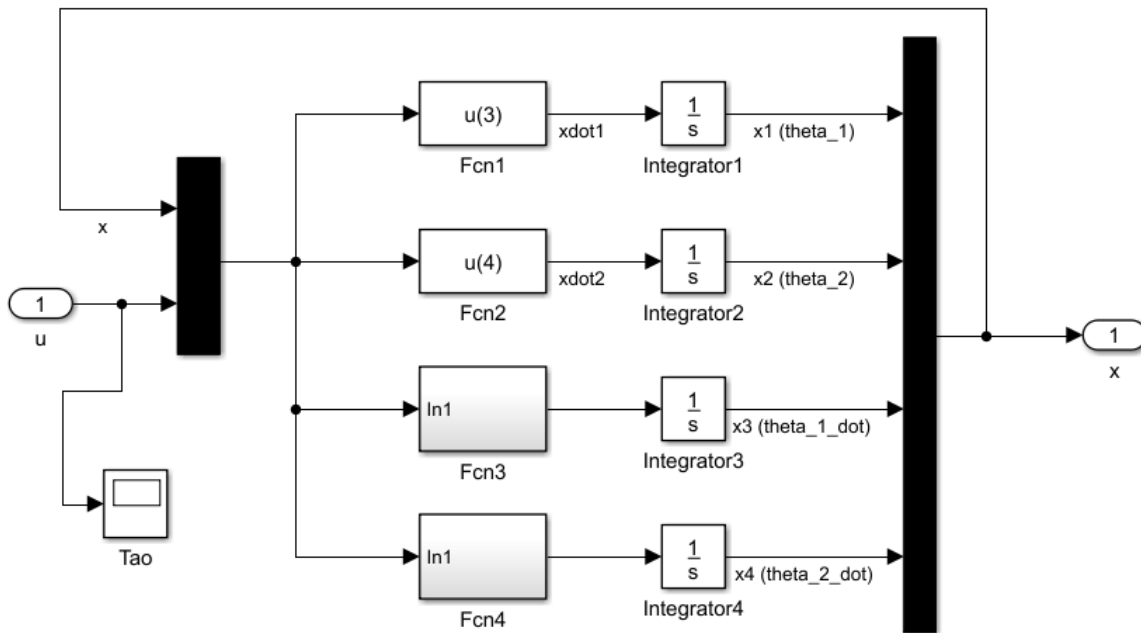 u(3)
xdot1
Fcn1
1
s
Integrator1
x1 (theta_1)
x
1
u
u(4)
xdot2
Fcn2
1
s
Integrator2
x2 (theta_2)
1
x
In1
Fcn3
1
s
Integrator3
x3 (theta_1_dot)
Tao
In1
Fcn4
1
s
Integrator4
x4 (theta_2_dot)